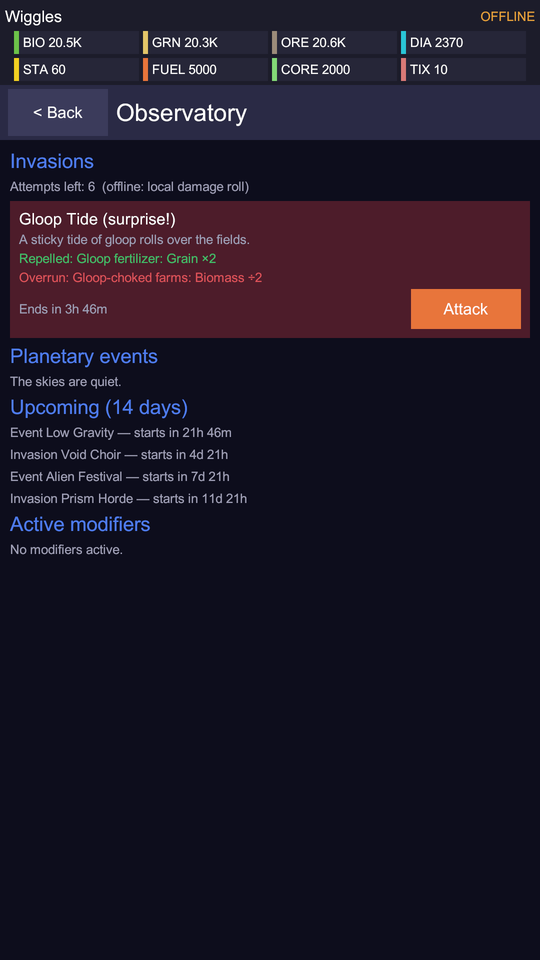 Wiggles OFFLINE
BIO 20.5K GRN 20.3K ORE 20.6K DIA 2370
STA 60 FUEL 5000 CORE 2000 TIX 10
< Back Observatory
Invasions
Attempts left: 6 (offline: local damage roll)
Gloop Tide (surprise!)
A sticky tide of gloop rolls over the fields.
Repelled: Gloop fertilizer: Grain ×2
Overrun: Gloop-choked farms: Biomass ÷2
Ends in 3h 46m Attack
Planetary events
The skies are quiet.
Upcoming (14 days)
Event Low Gravity — starts in 21h 46m
Invasion Void Choir — starts in 4d 21h
Event Alien Festival — starts in 7d 21h
Invasion Prism Horde — starts in 11d 21h
Active modifiers
No modifiers active.